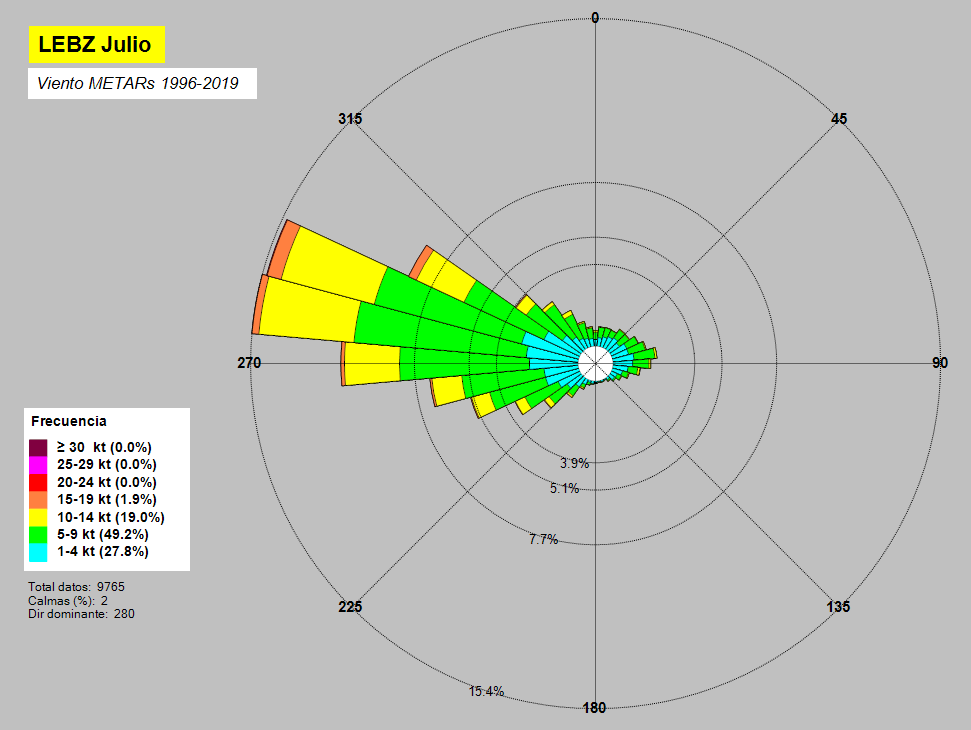 LEBZ Julio
Viento METARs 1996-2019
0
315
45
270
90
3.9%
5.1%
7.7%
225
135
15.4%
180
Frecuencia
≥ 30 kt (0.0%)
25-29 kt (0.0%)
20-24 kt (0.0%)
15-19 kt (1.9%)
10-14 kt (19.0%)
5-9 kt (49.2%)
1-4 kt (27.8%)
Total datos: 9765
Calmas (%): 2
Dir dominante: 280